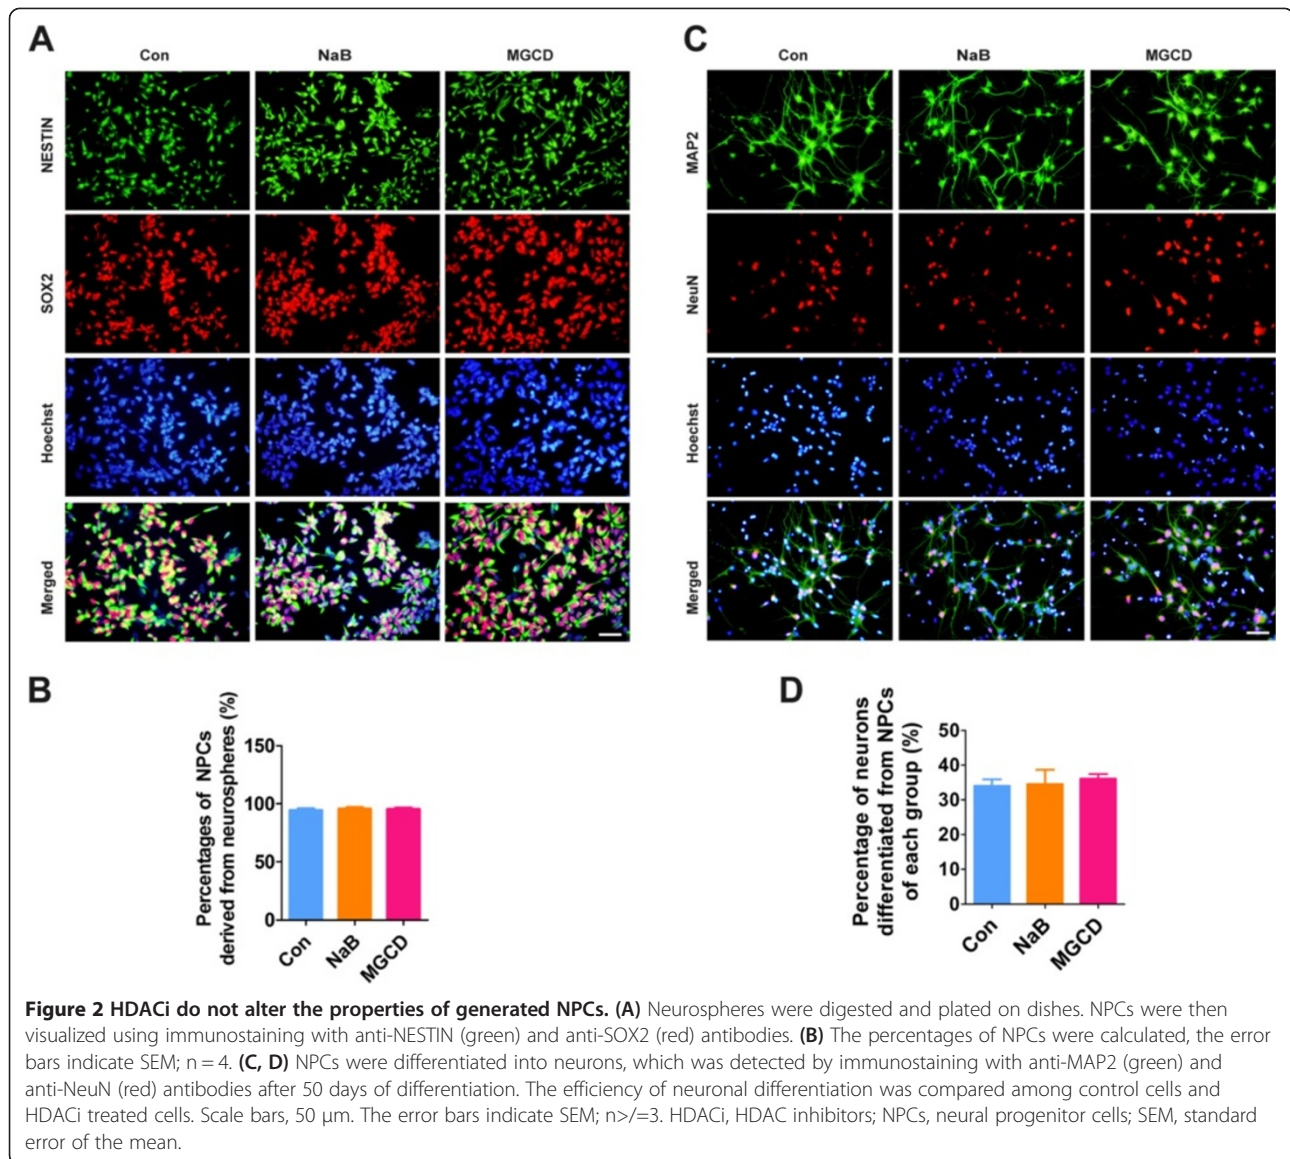 A
Con
NaB
MGCD
NESTIN
SOX2
Hoechst
Merged
C
Con
NaB
MGCD
MAP2
NeuN
Hoechst
Merged
B
Percentages of NPCs
derived from neurospheres (%)
150
100
50
0
Con
NaB
MGCD
D
Percentage of neurons
differentiated from NPCs
of each group (%)
50
40
30
20
10
0
Con
NaB
MGCD
Figure 2 HDACi do not alter the properties of generated NPCs. (A) Neurospheres were digested and plated on dishes. NPCs were then
visualized using immunostaining with anti-NESTIN (green) and anti-SOX2 (red) antibodies. (B) The percentages of NPCs were calculated, the error
bars indicate SEM; n = 4. (C, D) NPCs were differentiated into neurons, which was detected by immunostaining with anti-MAP2 (green) and
anti-NeuN (red) antibodies after 50 days of differentiation. The efficiency of neuronal differentiation was compared among control cells and
HDACi treated cells. Scale bars, 50 μm. The error bars indicate SEM; n>/=3. HDACi, HDAC inhibitors; NPCs, neural progenitor cells; SEM, standard
error of the mean.